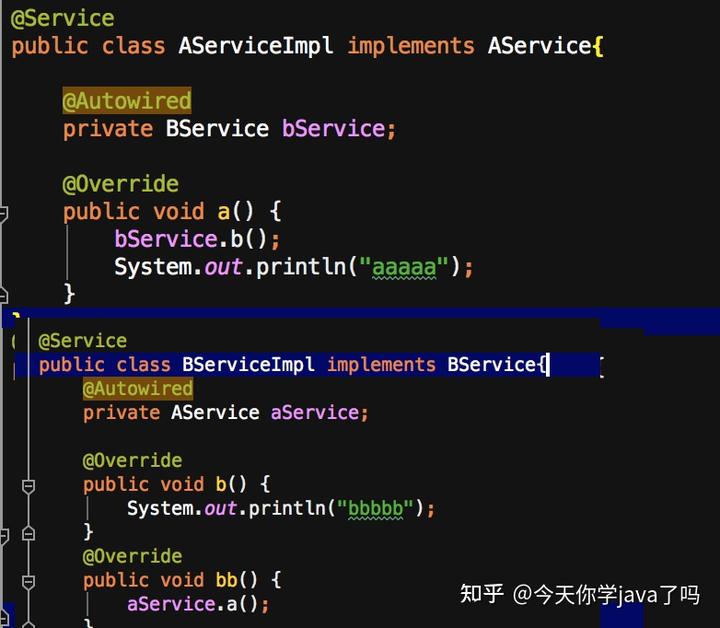 @Service
public class AServiceImpl implements AService{
@Autowired
private BService bService;
@Override
public void a() {
bService.b();
System.out.println("aaaaa");
}
@Service
public class BServiceImpl implements BService{
@Autowired
private AService aService;
@Override
public void b() {
System.out.println("bbbbb");
}
@Override
public void bb() {
aService.a();
}
知乎 @今天你学java了吗